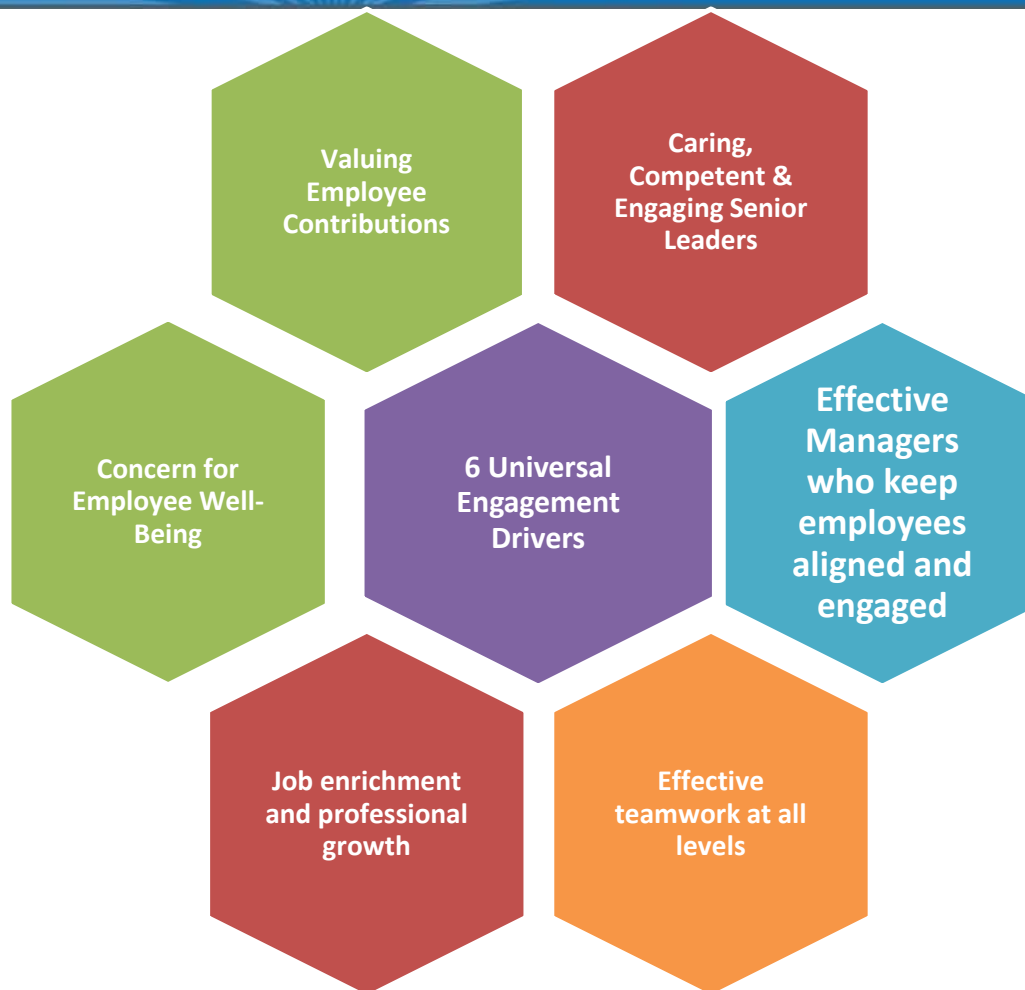 Valuing
Employee
Contributions
Caring,
Competent &
Engaging Senior
Leaders
Concern for
Employee Well-
Being
6 Universal
Engagement
Drivers
Effective
Managers
who keep
employees
aligned and
engaged
Job enrichment
and professional
growth
Effective
teamwork at all
levels